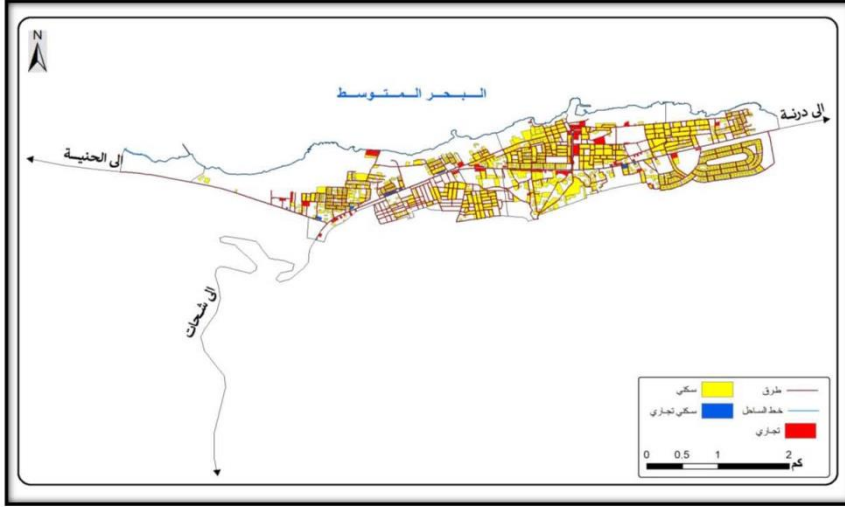 N
البحر المتوسط
الى درنة
الى الحنية
الى شحات
طرق
سكني
خط الساحل
سكني تجاري
تجاري
0 0.5 1 2
كم